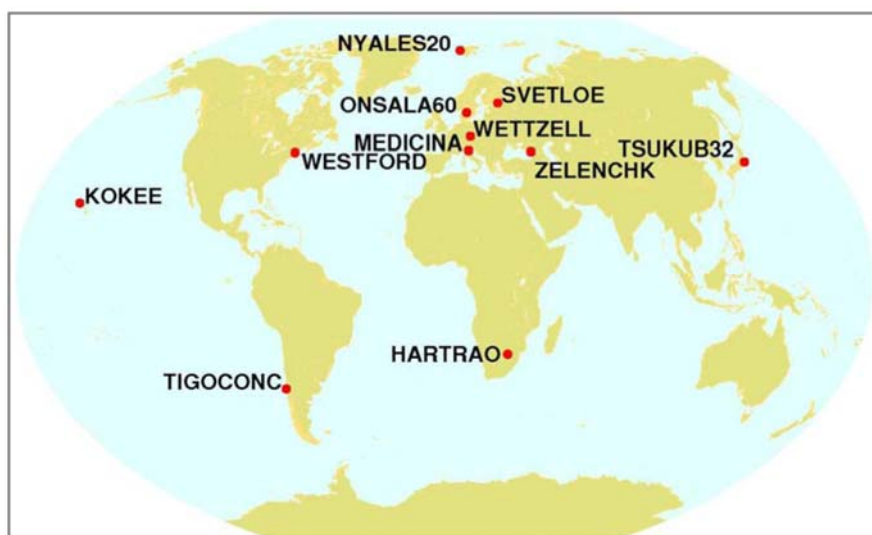 NYALES20
ONSALA60
SVETLOE
WETTZELL
MEDICINA
WESTFORD
TSUKUB32
ZELENCHK
KOKEE
HARTRAO
TIGOCONC